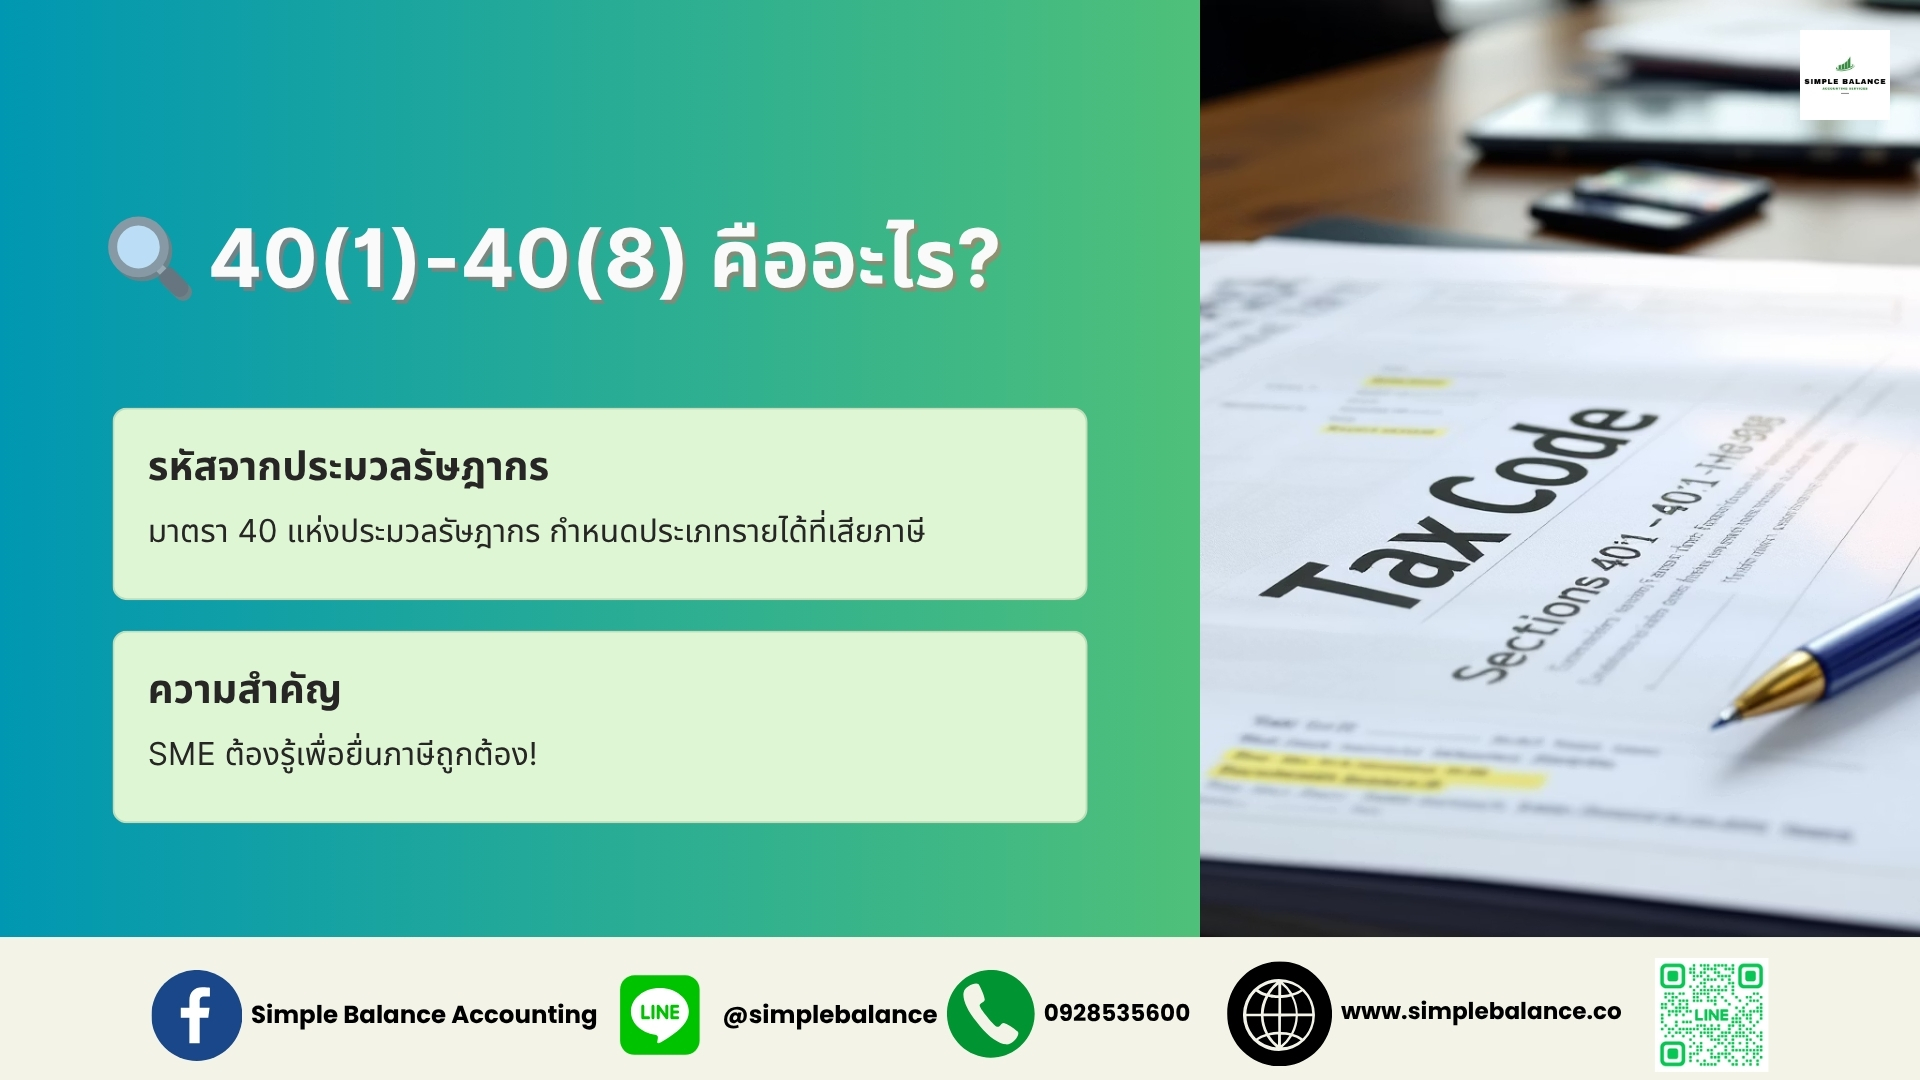 40(1)-40(8) คืออะไร?
รหัสจากประมวลรัษฎากร
มาตรา 40 แห่งประมวลรัษฎากร กำหนดประเภทรายได้ที่เสียภาษี
ความสำคัญ
SME ต้องรู้เพื่อยื่นภาษีถูกต้อง!
SIMPLE BALANCE
ACCOUNTING SERVICES
Tax Code
Sections
Simple Balance Accounting
LINE
@simplebalance
0928535600
www.simplebalance.co
LINE